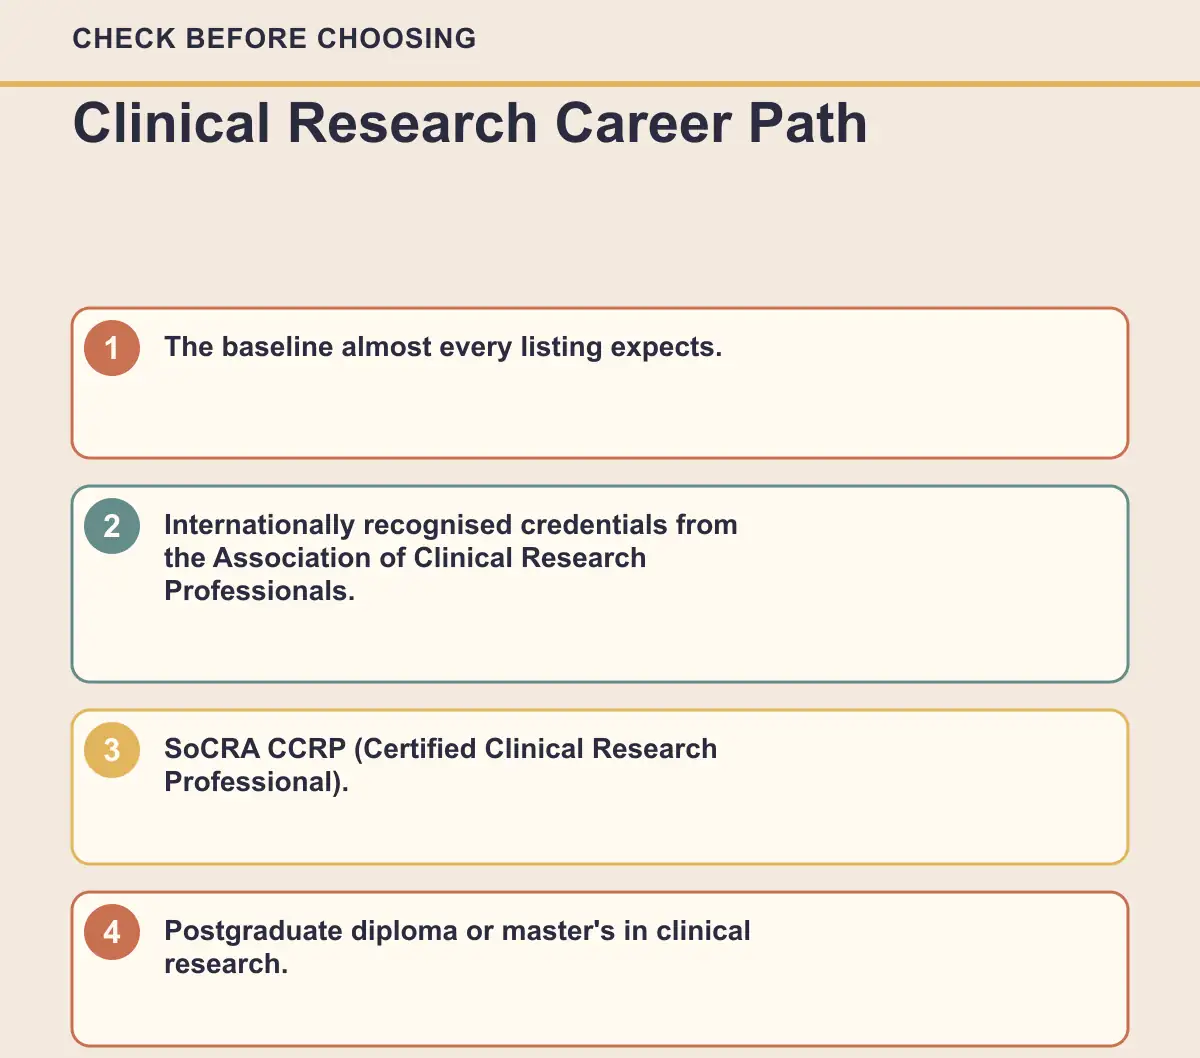 CHECK BEFORE CHOOSING
Clinical Research Career Path
1
The baseline almost every listing expects.
2
Internationally recognised credentials from
the Association of Clinical Research
Professionals.
3
SoCRA CCRP (Certified Clinical Research
Professional).
4
Postgraduate diploma or master's in clinical
research.